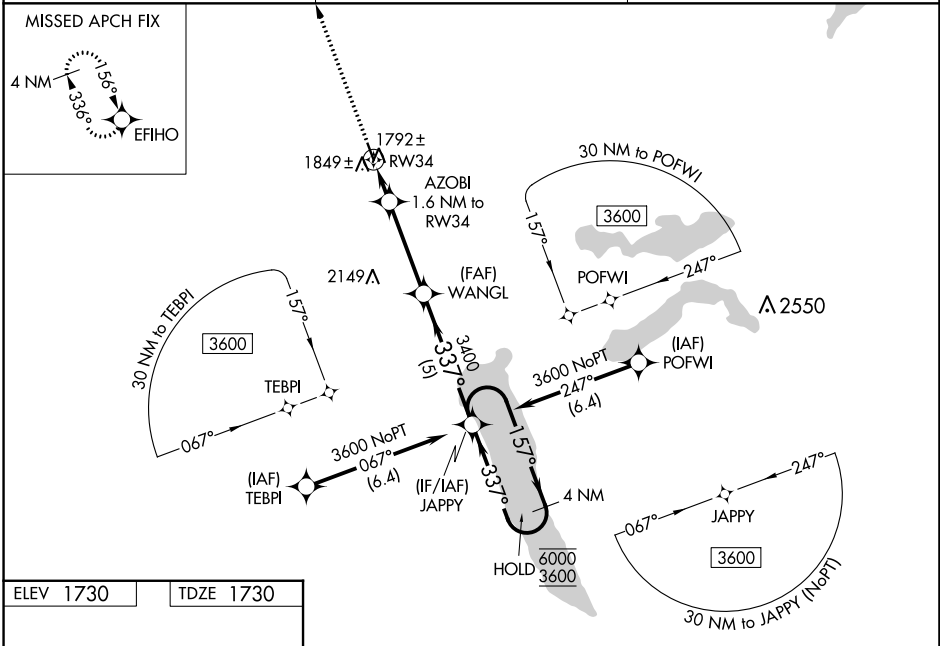 MISSED APCH FIX
4 NM
156°
336°
EFIHO
1792±
1849±
RW34
AZOBI
1.6 NM to
RW34
30 NM to POFWI
3600
157°
247°
POFWI
2149
(FAF)
WANGL
2550
30 NM to TEBPI
3600
157°
TEBPI
067°
3400
337°
(5)
(IAF)
POFWI
3600 NoPT
247°
(6.4)
3600 NoPT
067°
(6.4)
(IAF)
TEBPI
(IF/IAF)
JAPPY
157°
337°
4 NM
HOLD
6000
3600
247°
067°
JAPPY
3600
30 NM to JAPPY (NoPT)
ELEV 1730
TDZE 1730